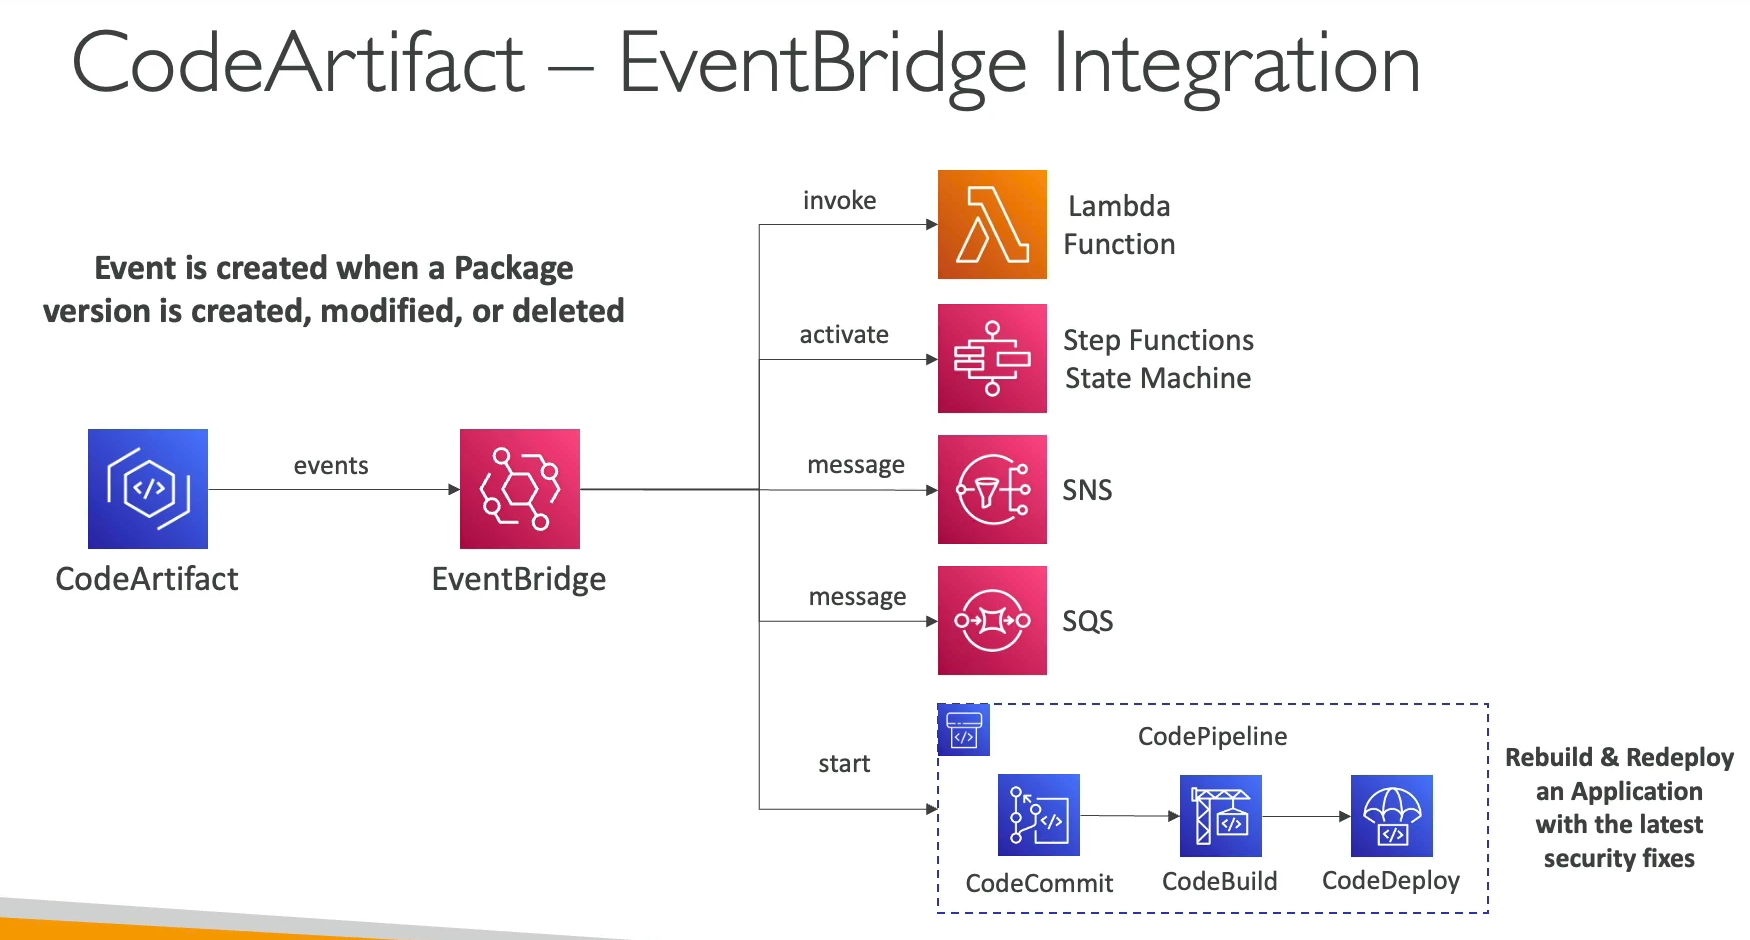 CodeArtifact – EventBridge Integration
Event is created when a Package
version is created, modified, or deleted
CodeArtifact
events
EventBridge
invoke
Lambda
Function
activate
Step Functions
State Machine
message
SNS
message
SQS
start
CodePipeline
CodeCommit
CodeBuild
CodeDeploy
Rebuild & Redeploy
an Application
with the latest
security fixes